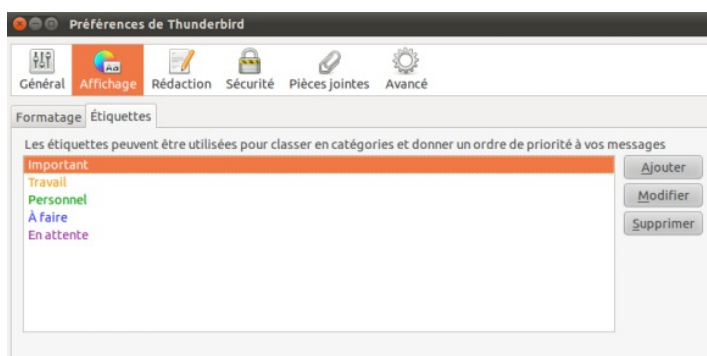 Préférences de Thunderbird
Général Affichage Rédaction Sécurité Pièces jointes Avancé
Formatage Étiquettes
Les étiquettes peuvent être utilisées pour classer en catégories et donner un ordre de priorité à vos messages
Important
Travail
Personnel
À faire
En attente
Ajouter
Modifier
Supprimer